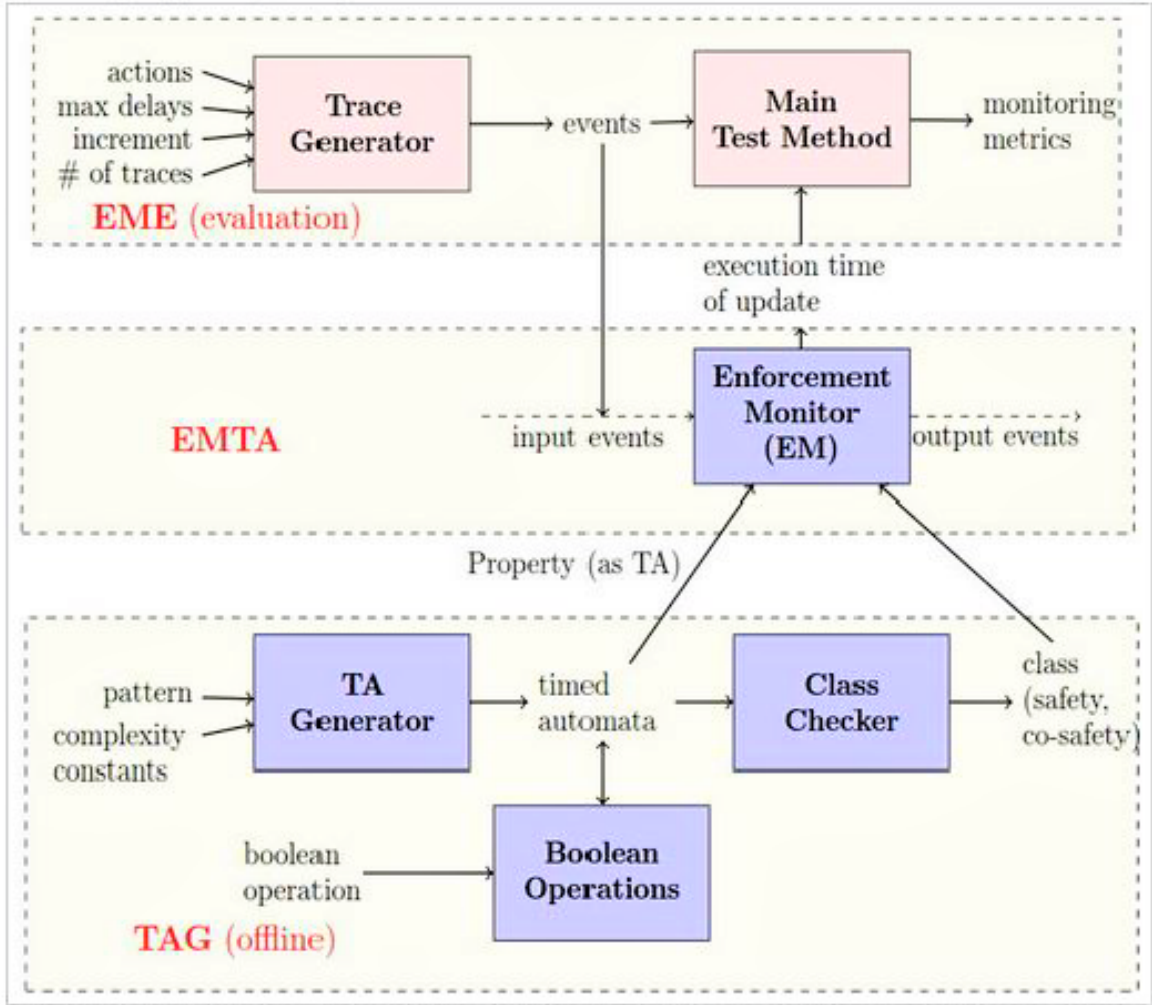 actions
max delays
increment
# of traces
Trace
Generator
events
Main
Test Method
monitoring
metrics
EME (evaluation)
execution time
of update
EMTA
input events
Enforcement
Monitor
(EM)
output events
Property (as TA)
pattern
complexity
constants
TA
Generator
timed
automata
Class
Checker
class
(safety,
co-safety)
boolean
operation
Boolean
Operations
TAG (offline)